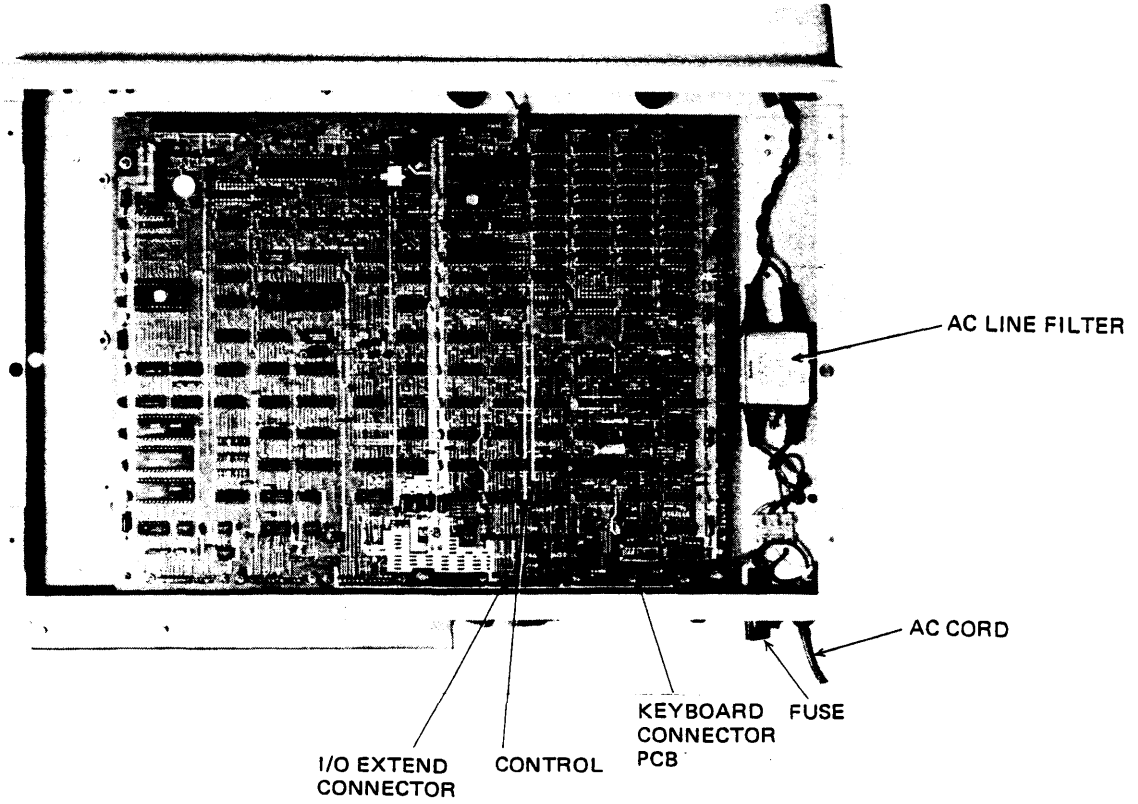 AC LINE FILTER
AC CORD
KEYBOARD
CONNECTOR
PCB
FUSE
I/O EXTEND
CONNECTOR
CONTROL